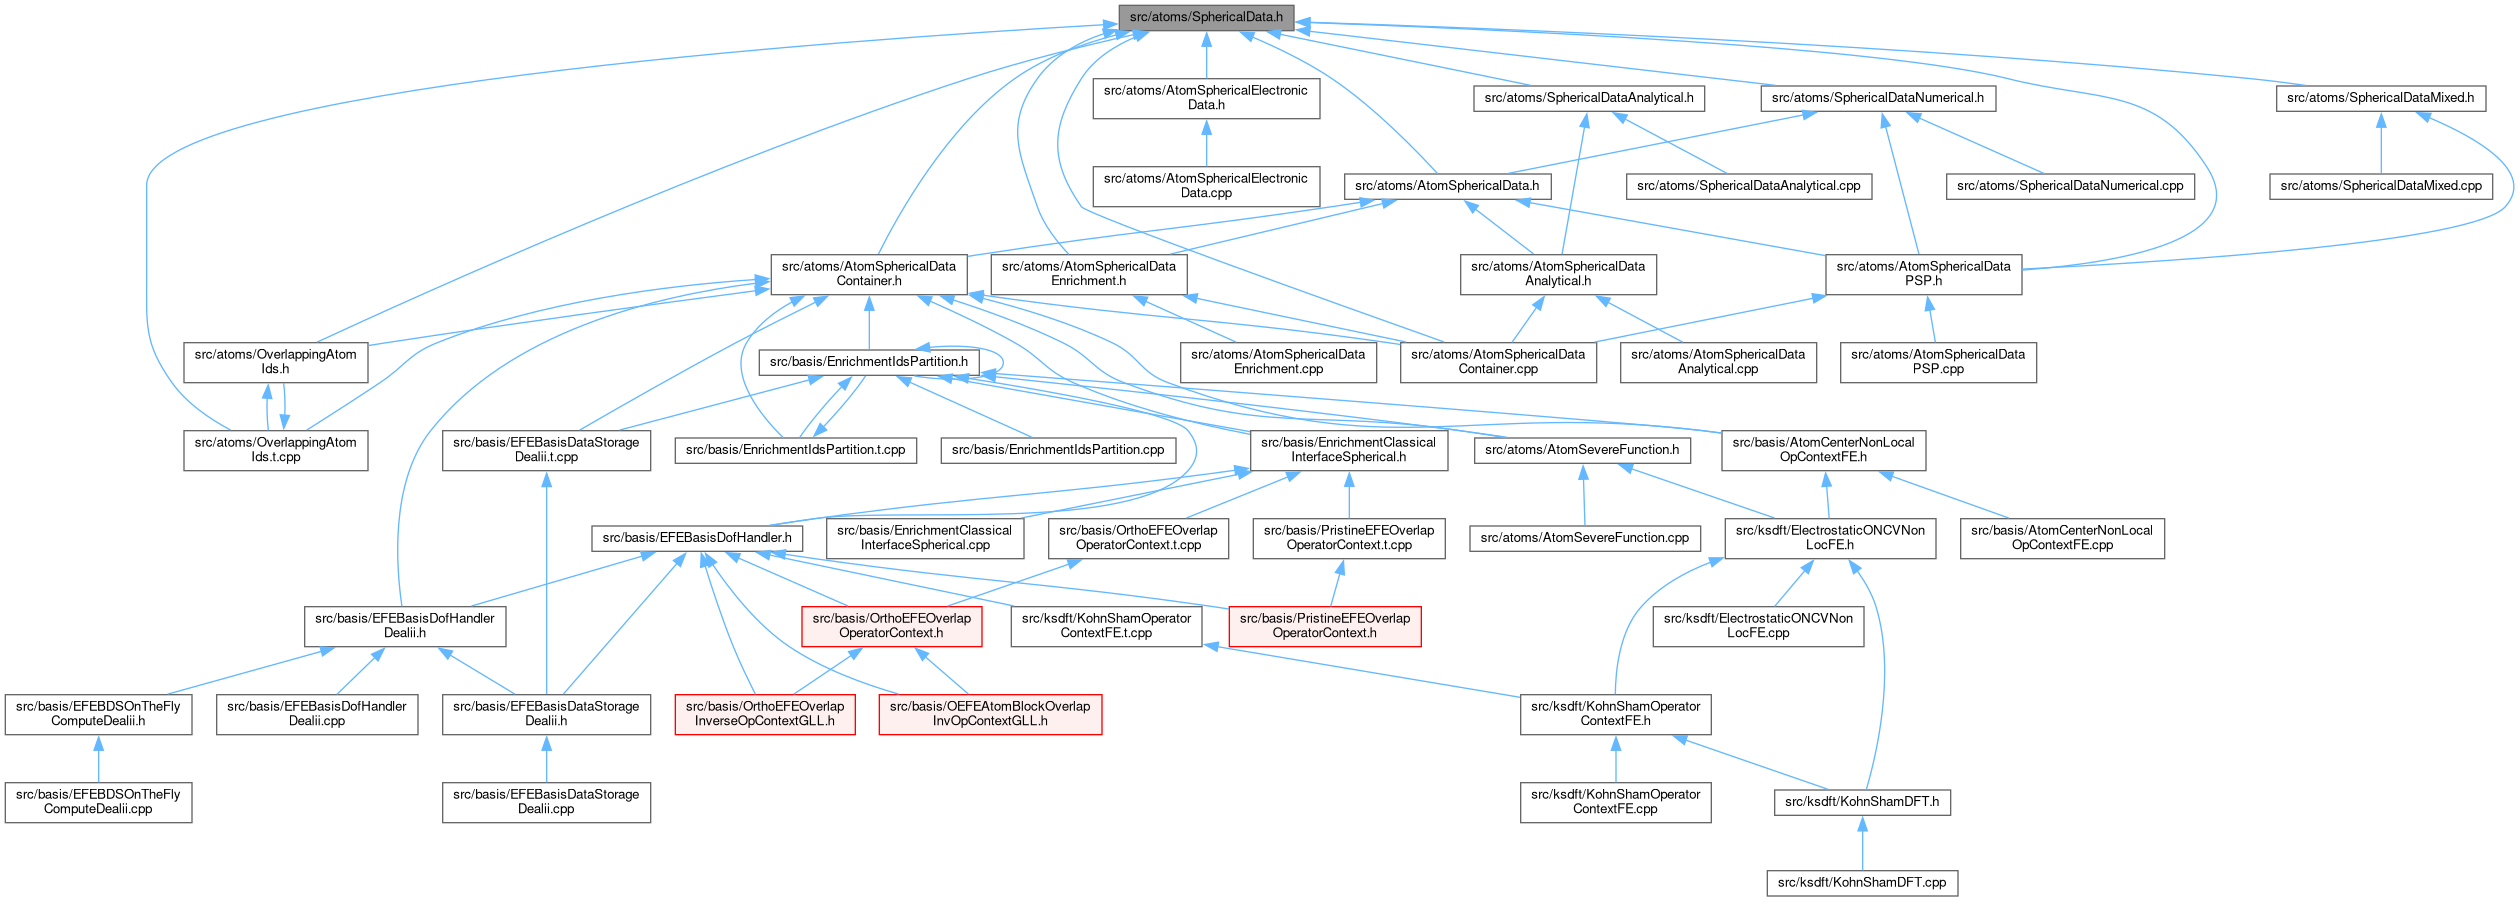 src/atoms/SphericalData.h
src/atoms/AtomSphericalElectronic
Data.h
src/atoms/SphericalDataAnalytical.h
src/atoms/SphericalDataNumerical.h
src/atoms/SphericalDataMixed.h
src/atoms/AtomSphericalElectronic
Data.cpp
src/atoms/AtomSphericalData.h
src/atoms/SphericalDataAnalytical.cpp
src/atoms/SphericalDataNumerical.cpp
src/atoms/SphericalDataMixed.cpp
src/atoms/AtomSphericalData
Container.h
src/atoms/AtomSphericalData
Enrichment.h
src/atoms/AtomSphericalData
Analytical.h
src/atoms/AtomSphericalData
PSP.h
src/atoms/OverlappingAtom
Ids.h
src/basis/EnrichmentIdsPartition.h
src/atoms/AtomSphericalData
Enrichment.cpp
src/atoms/AtomSphericalData
Container.cpp
src/atoms/AtomSphericalData
Analytical.cpp
src/atoms/AtomSphericalData
PSP.cpp
src/atoms/OverlappingAtom
Ids.t.cpp
src/basis/EFEBasisDataStorage
Dealii.t.cpp
src/basis/EnrichmentIdsPartition.t.cpp
src/basis/EnrichmentIdsPartition.cpp
src/basis/EnrichmentClassical
InterfaceSpherical.h
src/atoms/AtomSevereFunction.h
src/basis/AtomCenterNonLocal
OpContextFE.h
src/basis/EFEBasisDofHandler.h
src/basis/EnrichmentClassical
InterfaceSpherical.cpp
src/basis/OrthoEFEOverlap
OperatorContext.t.cpp
src/basis/PristineEFEOverlap
OperatorContext.t.cpp
src/atoms/AtomSevereFunction.cpp
src/ksdft/ElectrostaticONCVNon
LocFE.h
src/basis/AtomCenterNonLocal
OpContextFE.cpp
src/basis/EFEBasisDofHandler
Dealii.h
src/basis/OrthoEFEOverlap
OperatorContext.h
src/ksdft/KohnShamOperator
ContextFE.t.cpp
src/basis/PristineEFEOverlap
OperatorContext.h
src/ksdft/ElectrostaticONCVNon
LocFE.cpp
src/basis/EFEBDSOnTheFly
ComputeDealii.h
src/basis/EFEBasisDofHandler
Dealii.cpp
src/basis/EFEBasisDataStorage
Dealii.h
src/basis/OrthoEFEOverlap
InverseOpContextGLL.h
src/basis/OEFEAtomBlockOverlap
InvOpContextGLL.h
src/ksdft/KohnShamOperator
ContextFE.h
src/basis/EFEBDSOnTheFly
ComputeDealii.cpp
src/basis/EFEBasisDataStorage
Dealii.cpp
src/ksdft/KohnShamOperator
ContextFE.cpp
src/ksdft/KohnShamDFT.h
src/ksdft/KohnShamDFT.cpp